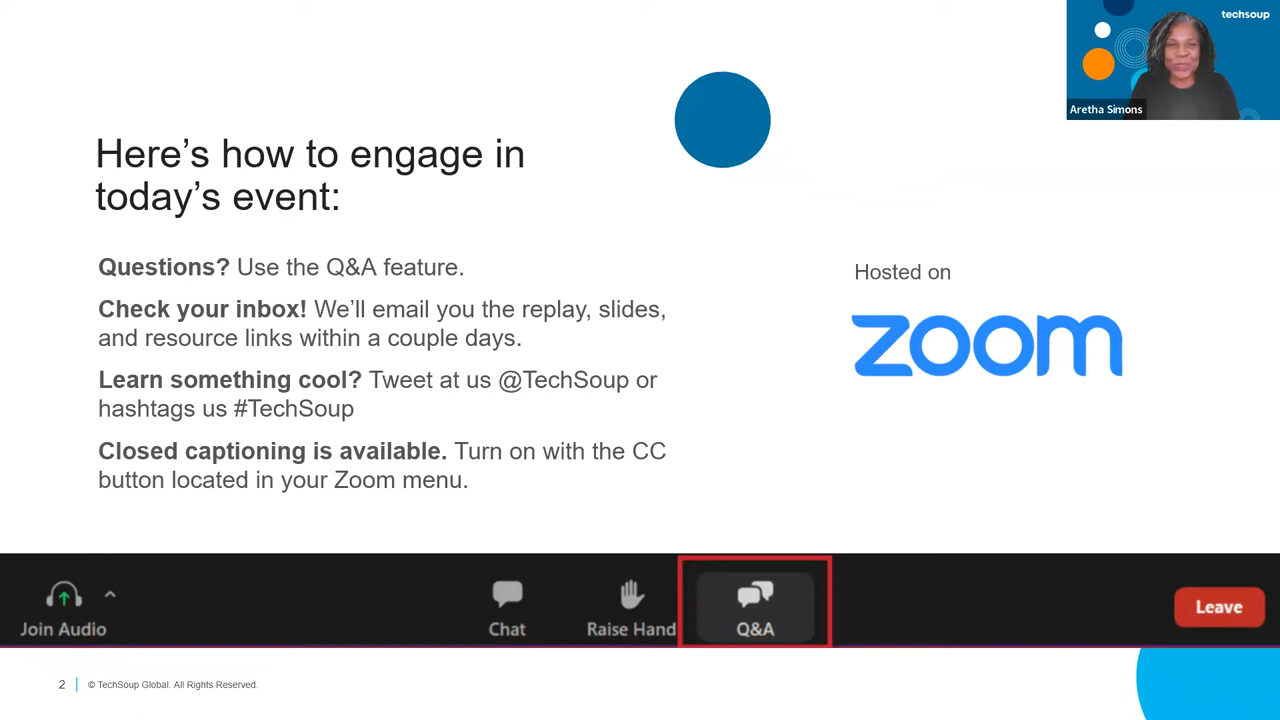 techsoup
Aretha Simons
Here’s how to engage in
today’s event:
Questions? Use the Q&A feature.
Check your inbox! We’ll email you the replay, slides,
and resource links within a couple days.
Learn something cool? Tweet at us @TechSoup or
hashtags us #TechSoup
Closed captioning is available. Turn on with the CC
button located in your Zoom menu.
Hosted on
zoom
Join Audio
Chat
Raise Hand
Q&A
Leave
2
© TechSoup Global. All Rights Reserved.